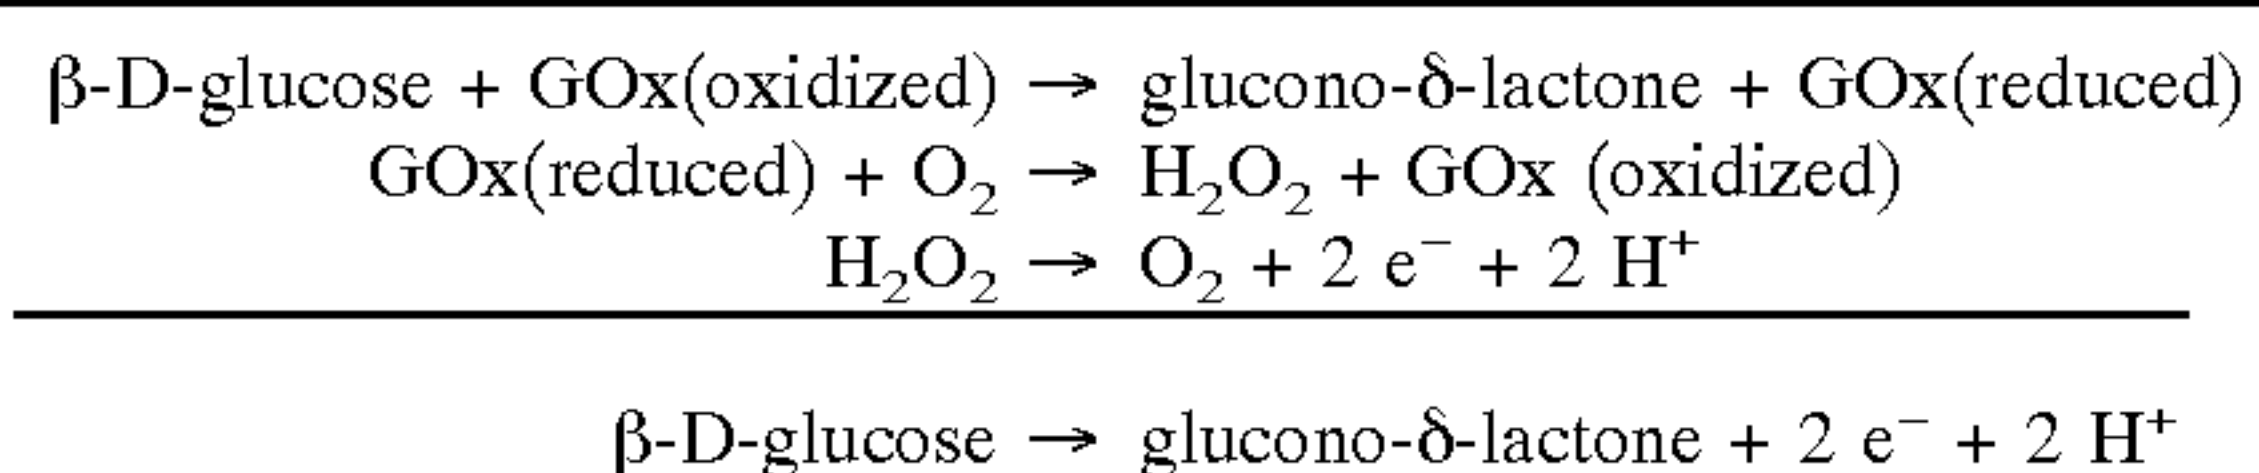 β-D-glucose + GOx(oxidized) → glucono-δ-lactone + GOx(reduced)
GOx(reduced) + O₂ → H₂O₂ + GOx (oxidized)
H₂O₂ → O₂ + 2 e⁻ + 2 H⁺
β-D-glucose → glucono-δ-lactone + 2 e⁻ + 2 H⁺